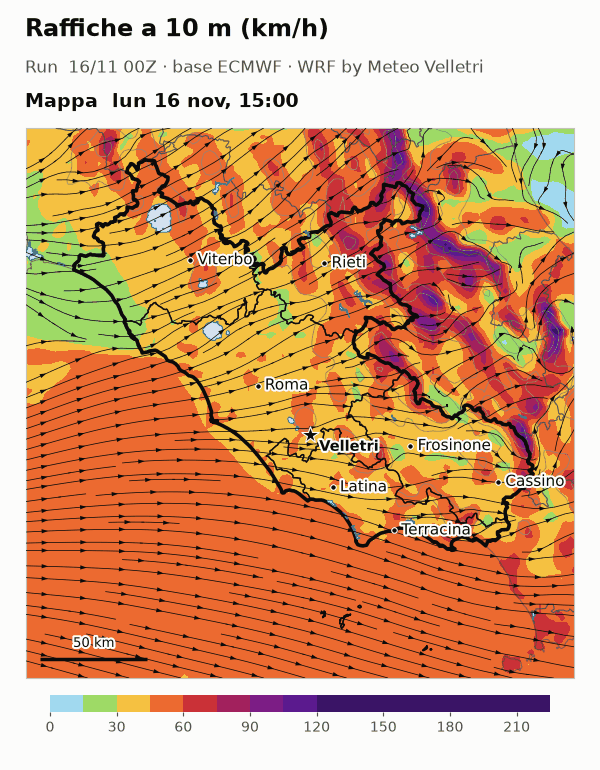 Raffiche a 10 m (km/h)
Run 16/11 00Z · base ECMWF · WRF by Meteo Velletri
Mappa lun 16 nov, 15:00
Viterbo
Rieti
Roma
Velletri
Frosinone
Latina
Cassino
Terracina
50 km
0 30 60 90 120 150 180 210